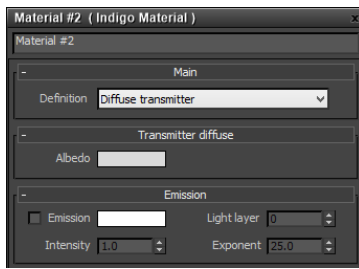 Material #2 ( Indigo Material ) x
Material #2
- Main
Definition Diffuse transmitter
- Transmitter diffuse
Albedo
- Emission
Emission Light layer 0
Intensity 1.0 Exponent 25.0